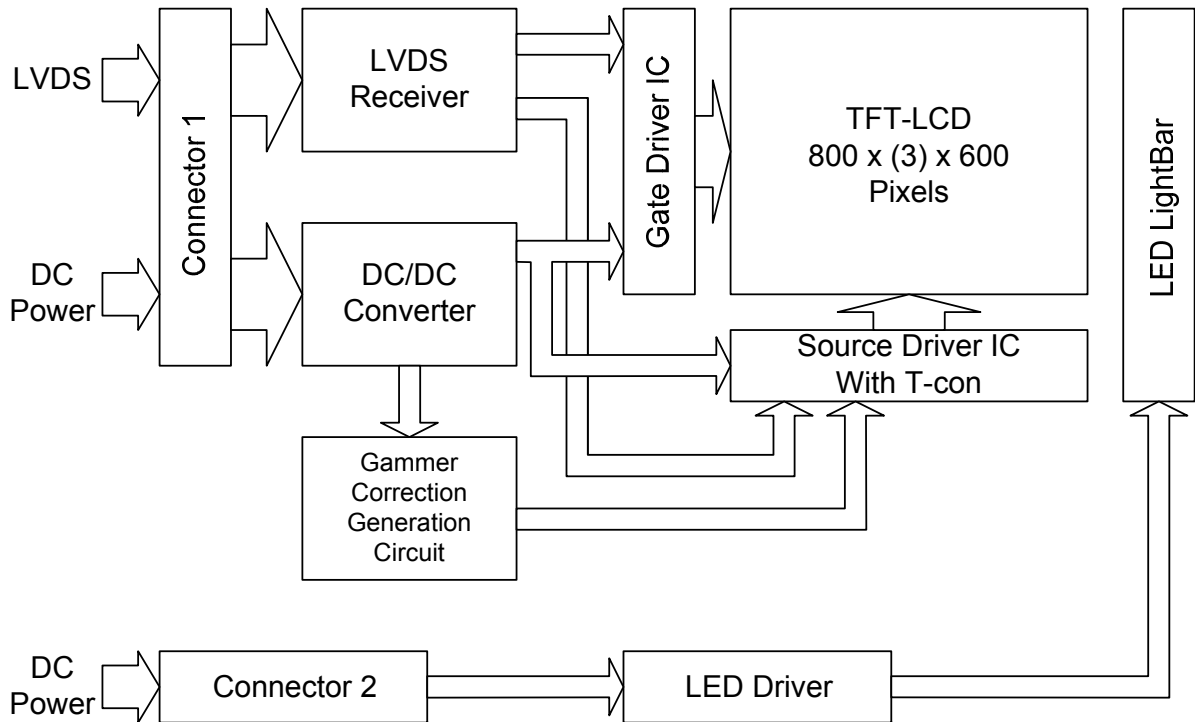 LVDS
Connector 1
LVDS
Receiver
Gate Driver IC
TFT-LCD
800 x (3) x 600
Pixels
LED LightBar
DC
Power
DC/DC
Converter
Source Driver IC
With T-con
Gammer
Correction
Generation
Circuit
DC
Power
Connector 2
LED Driver